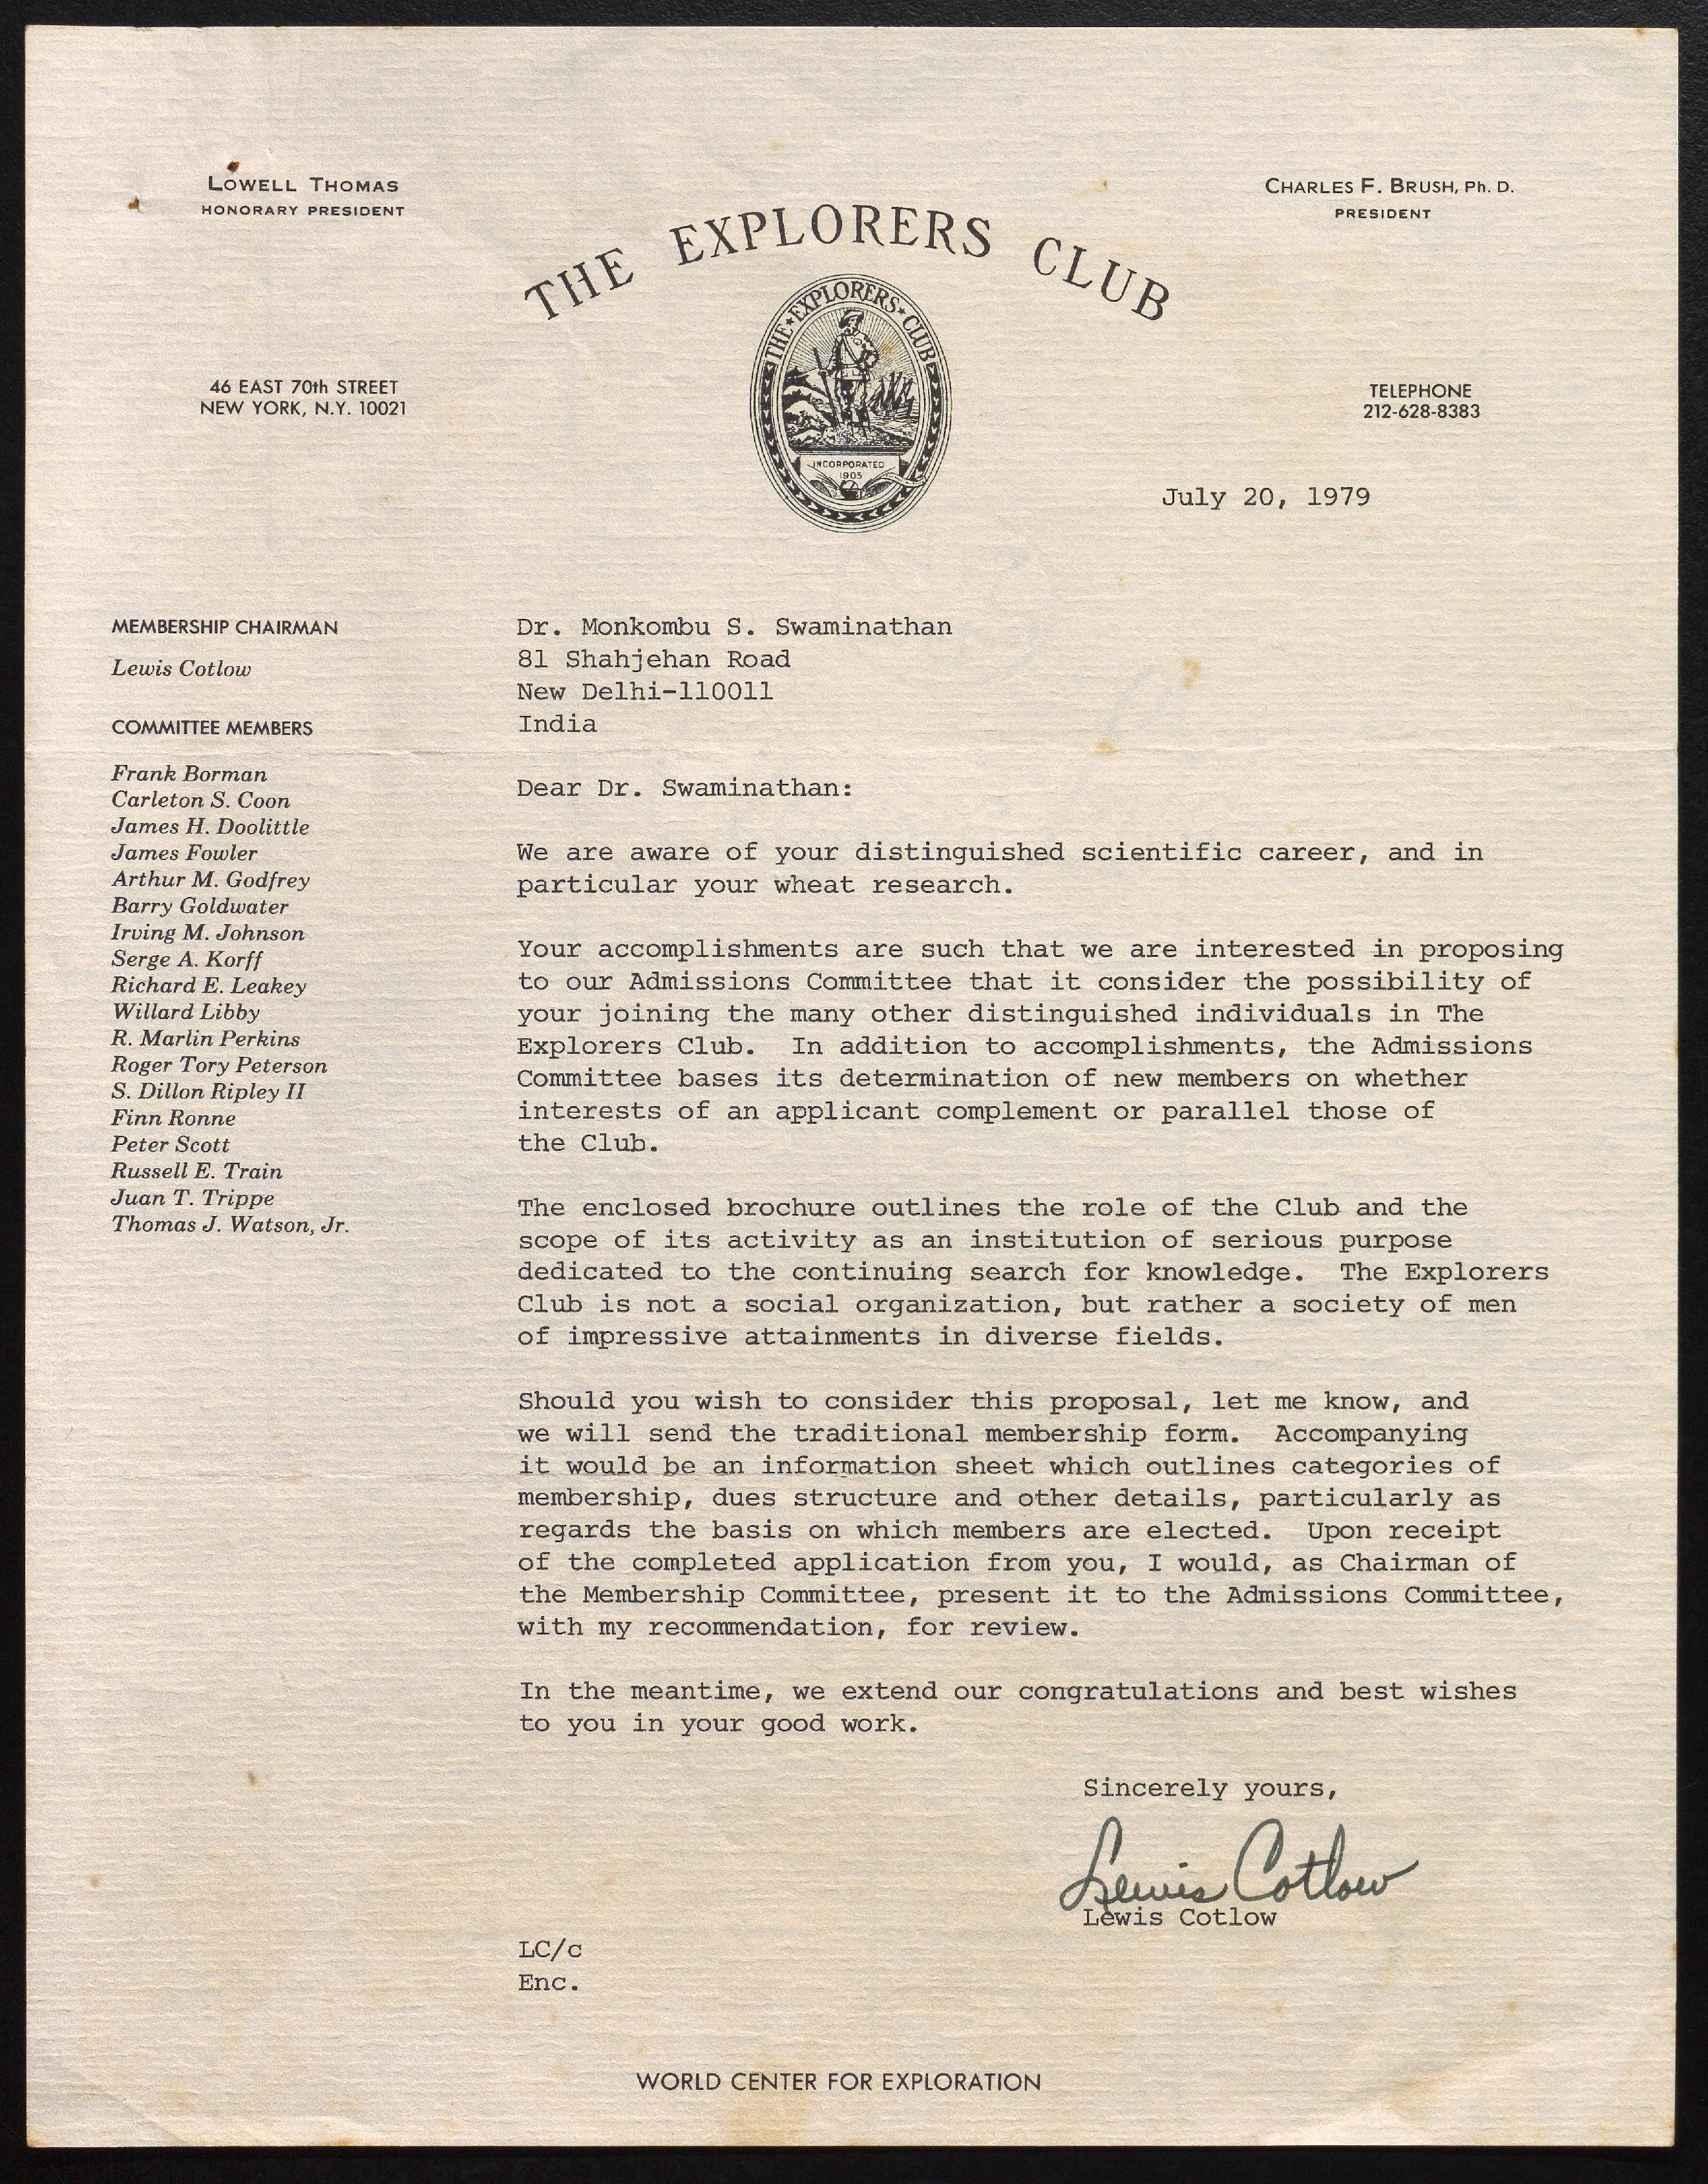 LOWELL THOMAS
HONORARY PRESIDENT
CHARLES F. BRUSH, Ph. D.
PRESIDENT
THE EXPLORERS CLUB
THE ★ EXPLORERS ★ CLUB
INCORPORATED
1905
46 EAST 70th STREET
NEW YORK, N.Y. 10021
TELEPHONE
212-628-8383
July 20, 1979
MEMBERSHIP CHAIRMAN
Lewis Cotlow
COMMITTEE MEMBERS
Frank Borman
Carleton S. Coon
James H. Doolittle
James Fowler
Arthur M. Godfrey
Barry Goldwater
Irving M. Johnson
Serge A. Korff
Richard E. Leakey
Willard Libby
R. Marlin Perkins
Roger Tory Peterson
S. Dillon Ripley II
Finn Ronne
Peter Scott
Russell E. Train
Juan T. Trippe
Thomas J. Watson, Jr.
Dr. Monkombu S. Swaminathan
81 Shahjehan Road
New Delhi-110011
India
Dear Dr. Swaminathan:
We are aware of your distinguished scientific career, and in
particular your wheat research.
Your accomplishments are such that we are interested in proposing
to our Admissions Committee that it consider the possibility of
your joining the many other distinguished individuals in The
Explorers Club.  In addition to accomplishments, the Admissions
Committee bases its determination of new members on whether
interests of an applicant complement or parallel those of
the Club.
The enclosed brochure outlines the role of the Club and the
scope of its activity as an institution of serious purpose
dedicated to the continuing search for knowledge.  The Explorers
Club is not a social organization, but rather a society of men
of impressive attainments in diverse fields.
Should you wish to consider this proposal, let me know, and
we will send the traditional membership form.  Accompanying
it would be an information sheet which outlines categories of
membership, dues structure and other details, particularly as
regards the basis on which members are elected.  Upon receipt
of the completed application from you, I would, as Chairman of
the Membership Committee, present it to the Admissions Committee,
with my recommendation, for review.
In the meantime, we extend our congratulations and best wishes
to you in your good work.
Sincerely yours,
Lewis Cotlow
Lewis Cotlow
LC/c
Enc.
WORLD CENTER FOR EXPLORATION